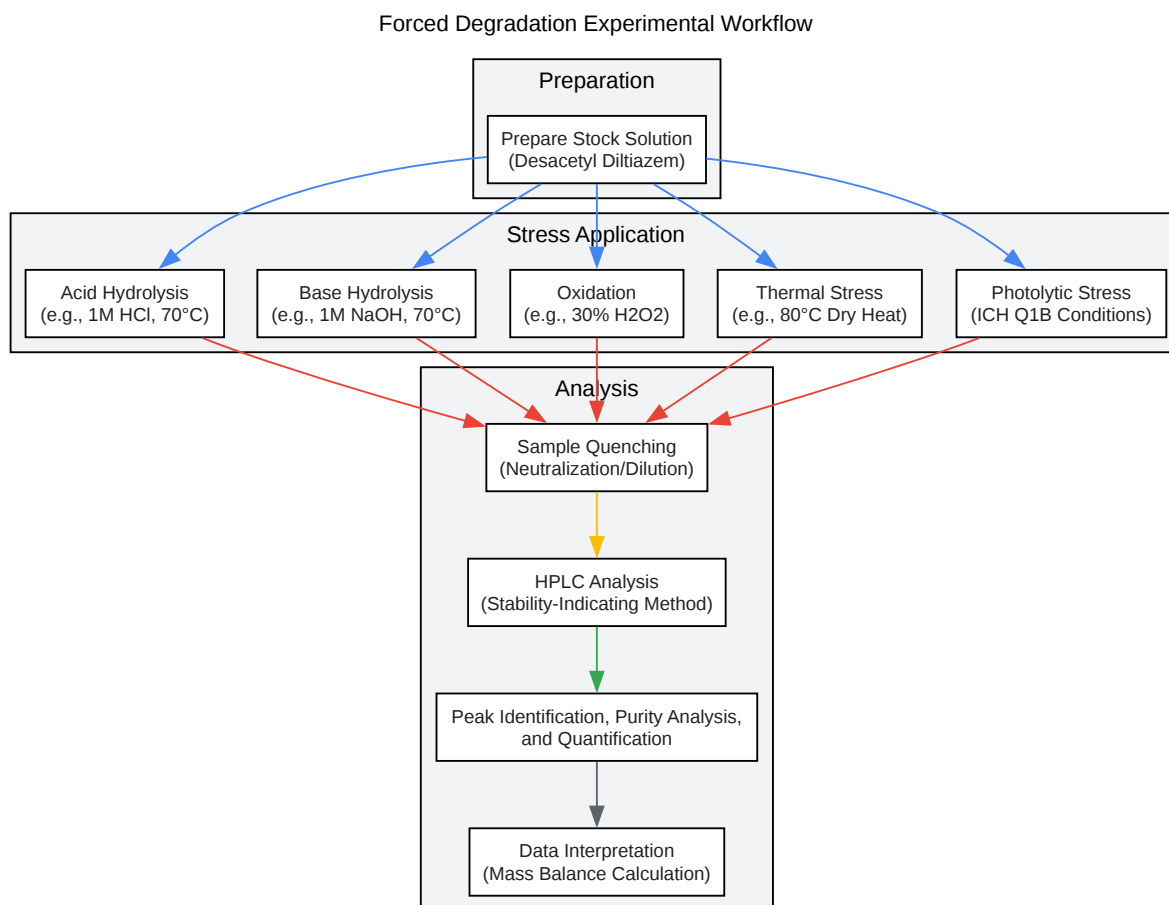 Forced Degradation Experimental Workflow
Preparation
Prepare Stock Solution
(Desacetyl Diltiazem)
Stress Application
Acid Hydrolysis
(e.g., 1M HCl, 70°C)
Base Hydrolysis
(e.g., 1M NaOH, 70°C)
Oxidation
(e.g., 30% H2O2)
Thermal Stress
(e.g., 80°C Dry Heat)
Photolytic Stress
(ICH Q1B Conditions)
Analysis
Sample Quenching
(Neutralization/Dilution)
HPLC Analysis
(Stability-Indicating Method)
Peak Identification, Purity Analysis,
and Quantification
Data Interpretation
(Mass Balance Calculation)